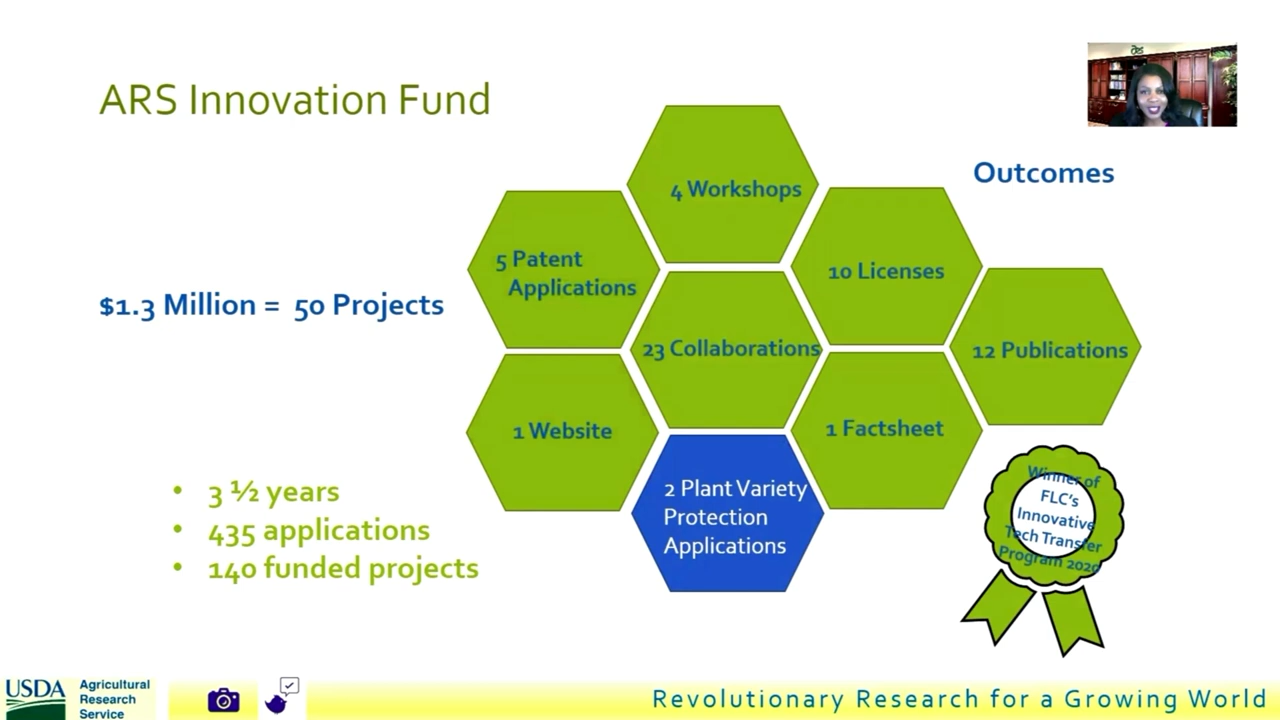 ARS Innovation Fund
Outcomes
$1.3 Million = 50 Projects
4 Workshops
5 Patent
Applications
10 Licenses
23 Collaborations
12 Publications
1 Website
1 Factsheet
2 Plant Variety
Protection
Applications
• 3 ½ years
• 435 applications
• 140 funded projects
Winner of
FLC's
Innovative
Tech Transfer
Program 2020
USDA
Agricultural
Research
Service
Revolutionary Research for a Growing World